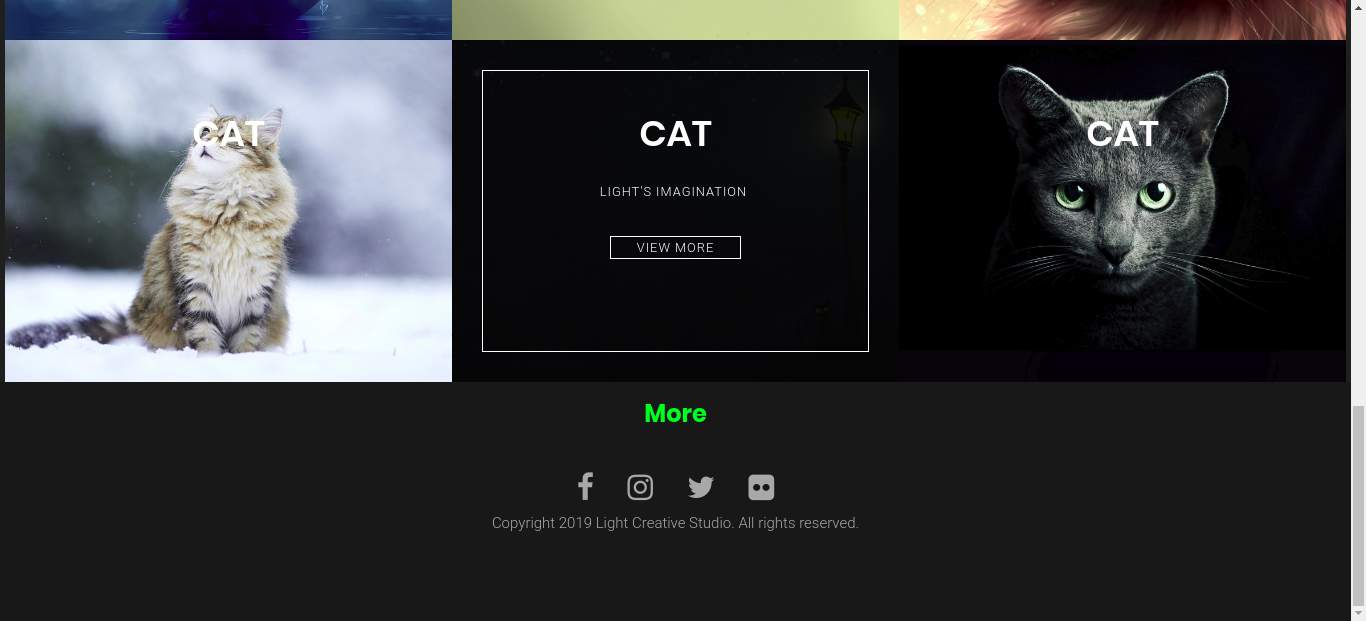 CAT
CAT
CAT
LIGHT'S IMAGINATION
VIEW MORE
More
Copyright 2019 Light Creative Studio. All rights reserved.